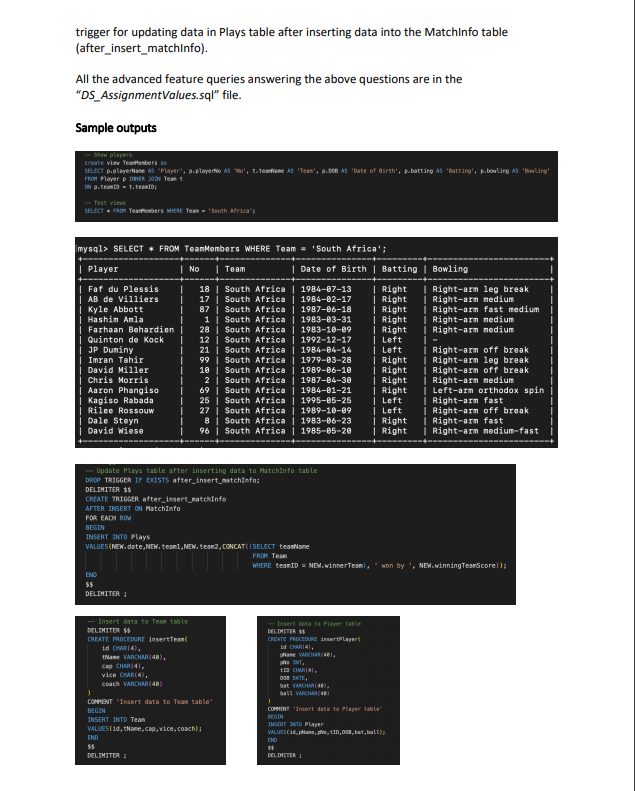 trigger for updating data in Plays table after inserting data into the MatchInfo table
(after_insert_matchInfo).
All the advanced feature queries answering the above questions are in the
“DS_AssignmentValues.sql” file.
Sample outputs
-- Show players
create view TeamMembers as
SELECT p.playerName AS 'Player', p.playerNo AS 'No', t.teamName AS 'Team', p.DOB AS 'Date of Birth', p.batting AS 'Batting', p.bowling AS 'Bowling'
FROM Player p INNER JOIN Team t
ON p.teamID = t.teamID;
-- Test views
SELECT * FROM TeamMembers WHERE Team = 'South Africa';
mysql> SELECT * FROM TeamMembers WHERE Team = 'South Africa';
| Player | No | Team | Date of Birth | Batting | Bowling |
| Faf du Plessis | 18 | South Africa | 1984-07-13 | Right | Right-arm leg break |
| AB de Villiers | 17 | South Africa | 1984-02-17 | Right | Right-arm medium |
| Kyle Abbott | 87 | South Africa | 1987-06-18 | Right | Right-arm fast medium |
| Hashim Amla | 1 | South Africa | 1983-03-31 | Right | Right-arm medium |
| Farhaan Behardien | 28 | South Africa | 1983-10-09 | Right | Right-arm medium |
| Quinton de Kock | 12 | South Africa | 1992-12-17 | Left | - |
| JP Duminy | 21 | South Africa | 1984-04-14 | Left | Right-arm off break |
| Imran Tahir | 99 | South Africa | 1979-03-28 | Right | Right-arm leg break |
| David Miller | 10 | South Africa | 1989-06-10 | Right | Right-arm off break |
| Chris Morris | 2 | South Africa | 1987-04-30 | Right | Right-arm medium |
| Aaron Phangiso | 69 | South Africa | 1984-01-21 | Right | Left-arm orthodox spin |
| Kagiso Rabada | 25 | South Africa | 1995-05-25 | Left | Right-arm fast |
| Rilee Rossouw | 27 | South Africa | 1989-10-09 | Left | Right-arm off break |
| Dale Steyn | 8 | South Africa | 1983-06-23 | Right | Right-arm fast |
| David Wiese | 96 | South Africa | 1985-05-20 | Right | Right-arm medium-fast |
-- Update Plays table after inserting data to MatchInfo table
DROP TRIGGER IF EXISTS after_insert_matchInfo;
DELIMITER $$
CREATE TRIGGER after_insert_matchInfo
AFTER INSERT ON MatchInfo
FOR EACH ROW
BEGIN
INSERT INTO Plays
VALUES(NEW.date,NEW.team1,NEW.team2,CONCAT((SELECT teamName
FROM Team
WHERE teamID = NEW.winnerTeam), ' won by ', NEW.winningTeamScore));
END
$$
DELIMITER ;
-- Insert data to Team table
DELIMITER $$
CREATE PROCEDURE insertTeam(
id CHAR(4),
tName VARCHAR(40),
cap CHAR(4),
vice CHAR(4),
coach VARCHAR(40)
)
COMMENT 'Insert data to Team table'
BEGIN
INSERT INTO Team
VALUES(id,tName,cap,vice,coach);
END
$$
DELIMITER ;
-- Insert data to Player table
DELIMITER $$
CREATE PROCEDURE insertPlayer(
id CHAR(4),
pName VARCHAR(40),
pNo INT,
tID CHAR(4),
DOB DATE,
bat VARCHAR(40),
ball VARCHAR(40)
)
COMMENT 'Insert data to Player table'
BEGIN
INSERT INTO Player
VALUES(id,pName,pNo,tID,DOB,bat,ball);
END
$$
DELIMITER ;